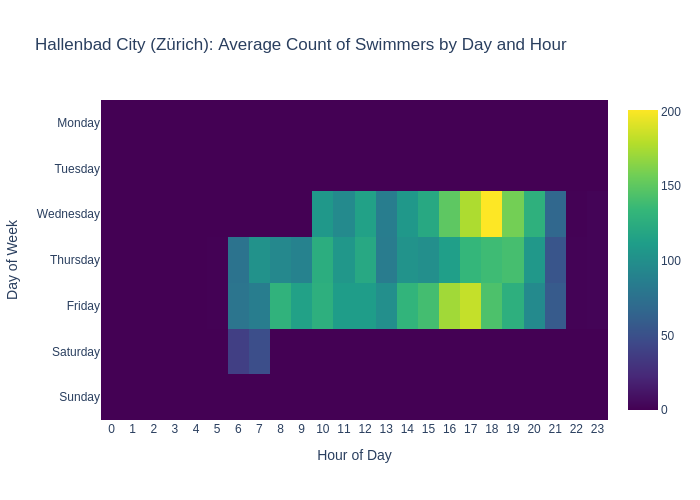 Hallenbad City (Zürich): Average Count of Swimmers by Day and Hour
Day of Week
Monday
Tuesday
Wednesday
Thursday
Friday
Saturday
Sunday
0 1 2 3 4 5 6 7 8 9 10 11 12 13 14 15 16 17 18 19 20 21 22 23
Hour of Day
200
150
100
50
0